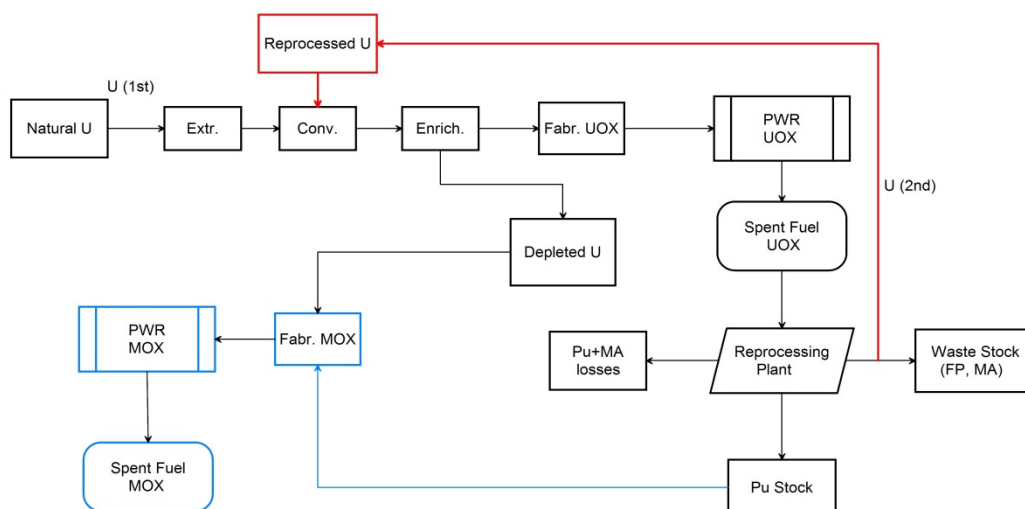 Reprocessed U
U (1st)
Natural U
Extr.
Conv.
Enrich.
Fabr. UOX
PWR
UOX
U (2nd)
Spent Fuel
UOX
Depleted U
PWR
MOX
Fabr. MOX
Pu+MA
losses
Reprocessing
Plant
Waste Stock
(FP, MA)
Spent Fuel
MOX
Pu Stock